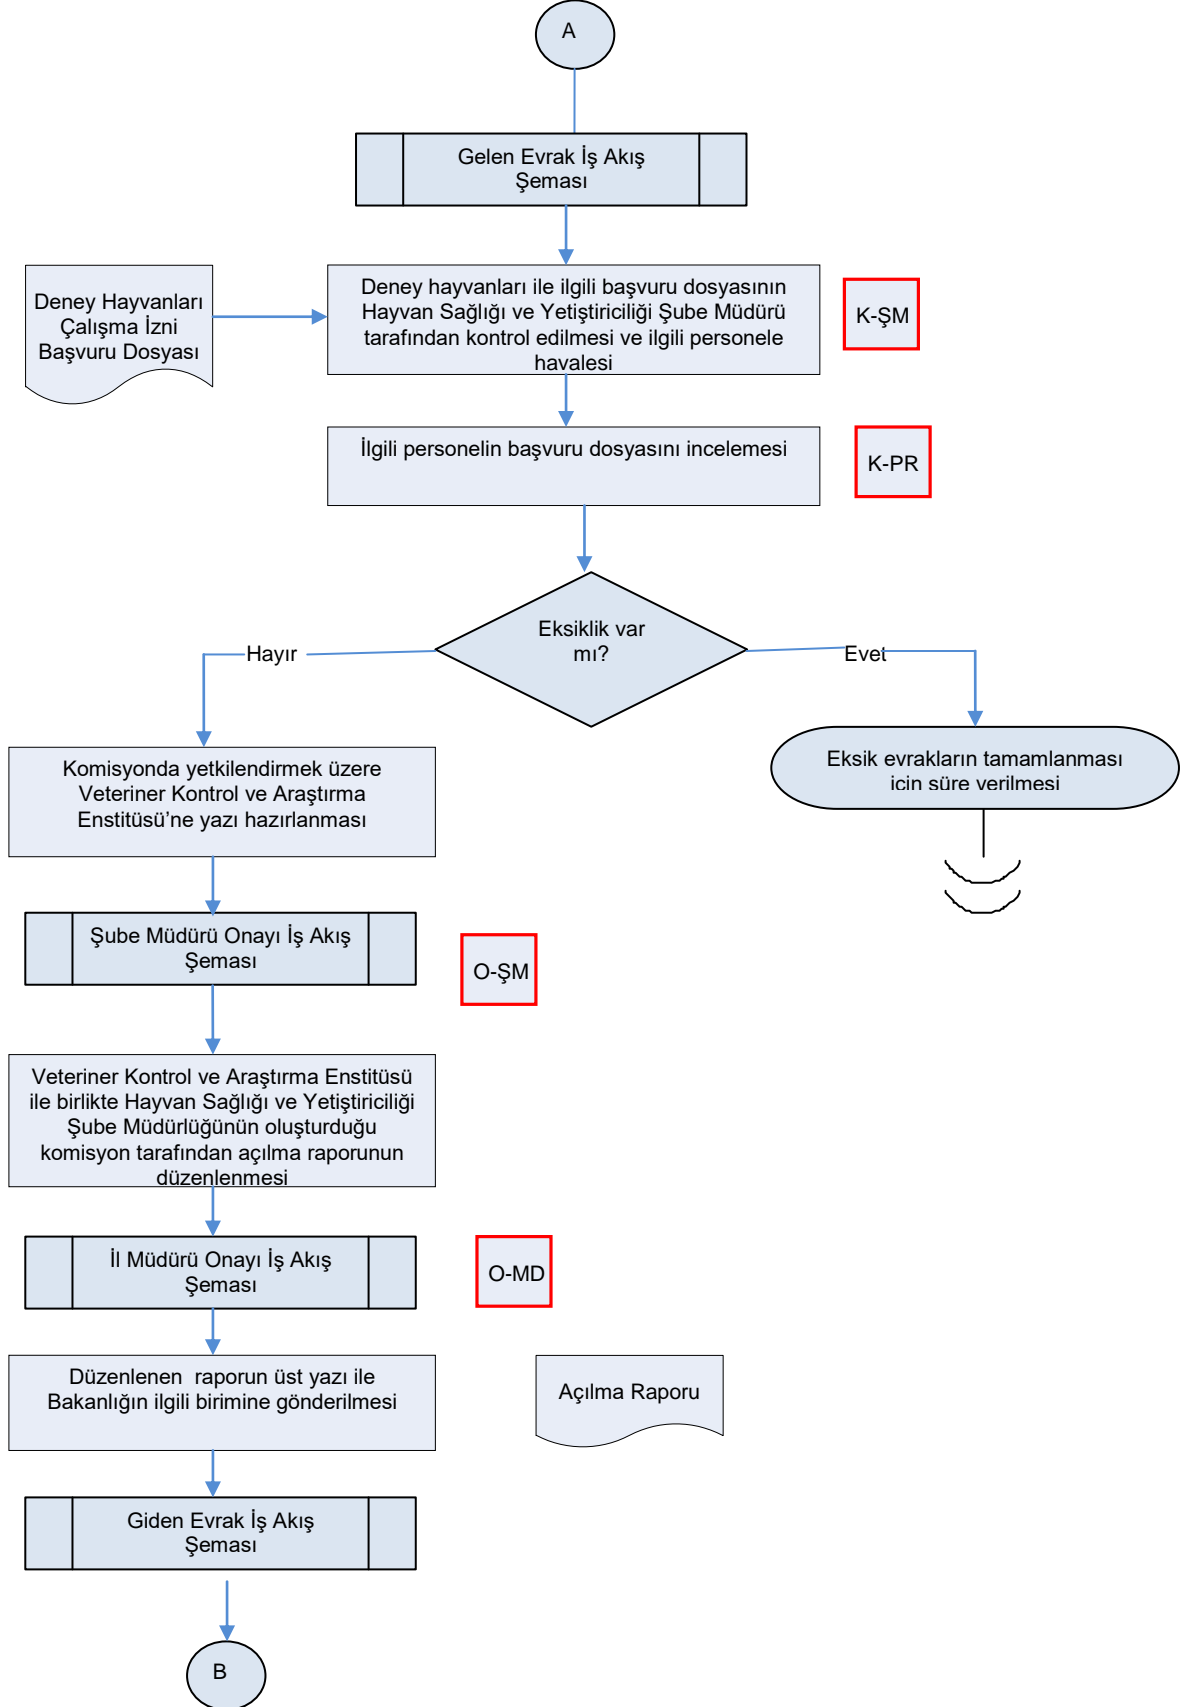 A
Gelen Evrak İş Akış
Şeması
Deney Hayvanları
Çalışma İzni
Başvuru Dosyası
Deney hayvanları ile ilgili başvuru dosyasının
Hayvan Sağlığı ve Yetiştiriciliği Şube Müdürü
tarafından kontrol edilmesi ve ilgili personele
havalesi
K-ŞM
İlgili personelin başvuru dosyasını incelemesi
K-PR
Eksiklik var
mı?
Hayır
Evet
Komisyonda yetkilendirmek üzere
Veteriner Kontrol ve Araştırma
Enstitüsü’ne yazı hazırlanması
Eksik evrakların tamamlanması
için süre verilmesi
Şube Müdürü Onayı İş Akış
Şeması
O-ŞM
Veteriner Kontrol ve Araştırma Enstitüsü
ile birlikte Hayvan Sağlığı ve Yetiştiriciliği
Şube Müdürlüğünün oluşturduğu
komisyon tarafından açılma raporunun
düzenlenmesi
İl Müdürü Onayı İş Akış
Şeması
O-MD
Düzenlenen  raporun üst yazı ile
Bakanlığın ilgili birimine gönderilmesi
Açılma Raporu
Giden Evrak İş Akış
Şeması
B